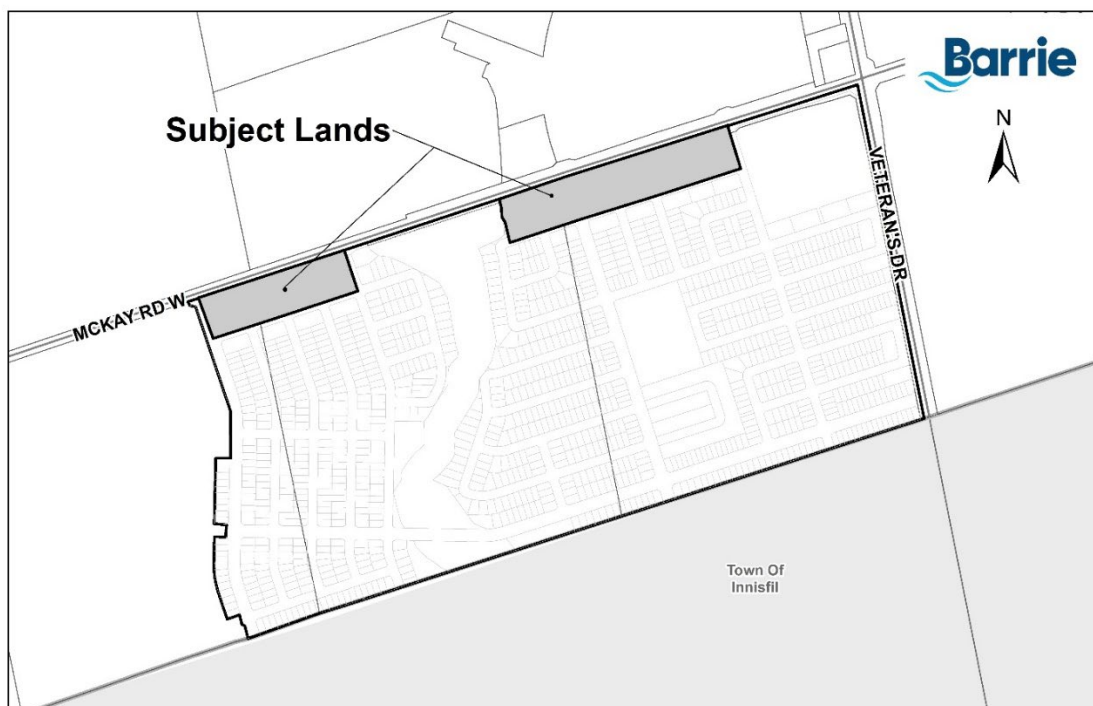 Barrie
N
Subject Lands
VETERAN'S DR
MCKAY RD W
Town Of
Innisfil